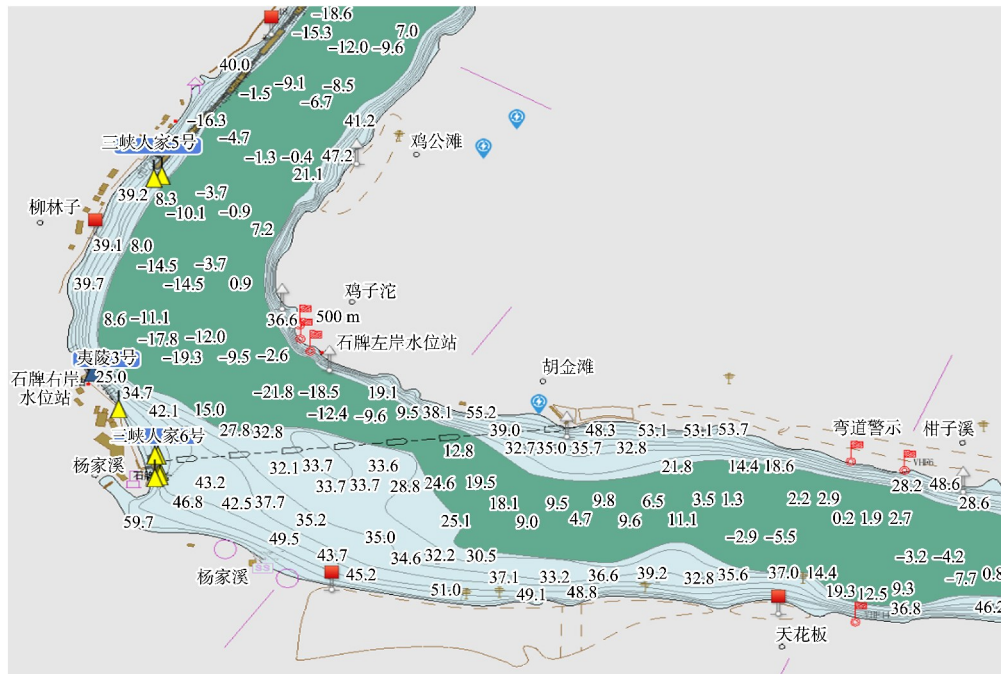 −18.6
−15.3 7.0
−12.0 −9.6
40.0
−9.1 −8.5
−1.5 −6.7
−16.3 41.2
三峡人家5号 −4.7 鸡公滩
−1.3 −0.4 47.2
21.1
39.2 8.3 −3.7
柳林子 −10.1 −0.9
7.2
39.1 8.0
−14.5 −3.7
39.7 −14.5 0.9 鸡子沱
8.6 −11.1 36.6 500 m
−17.8 −12.0 石牌左岸水位站
夷陵3号 −19.3 −9.5 −2.6
石牌右岸 25.0 胡金滩
水位站 34.7 −21.8 −18.5 19.1
42.1 15.0 −12.4 −9.6 9.5 38.1 55.2
三峡人家6号 27.8 32.8 39.0 48.3 53.1 53.1 53.7 弯道警示 柑子溪
12.8 32.7 35.0 35.7 32.8
杨家溪 32.1 33.7 33.6 21.8 14.4 18.6
43.2 33.7 33.7 28.8 24.6 19.5 28.2 48.6
46.8 42.5 37.7 18.1 9.5 9.8 6.5 3.5 1.3 2.2 2.9 28.6
59.7 35.2 25.1 9.0 4.7 9.6 11.1 0.2 1.9 2.7
49.5 35.0 −2.9 −5.5
43.7 34.6 32.2 30.5 −3.2 −4.2
杨家溪 45.2 37.1 33.2 36.6 39.2 32.8 35.6 37.0 14.4 −7.7 0.8
51.0 49.1 48.8 19.3 12.5 9.3
36.8 46.2
天花板